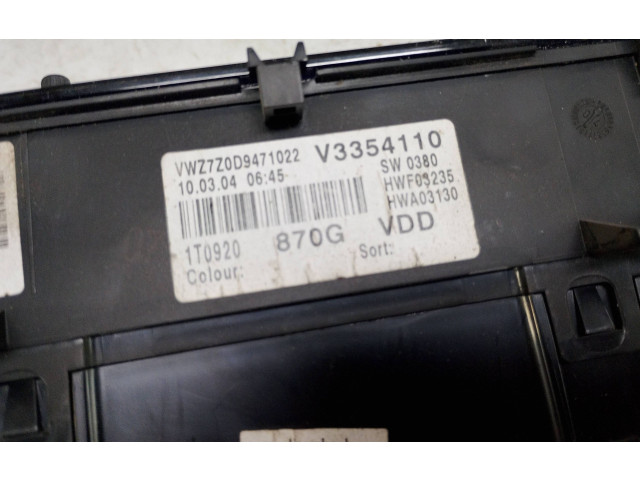 VWZ7Z0D9471022 V3354110
10.03.04 06:45 SW 0380
HWF03235
HWA03130
1T0920 870G VDD
Colour: Sort: